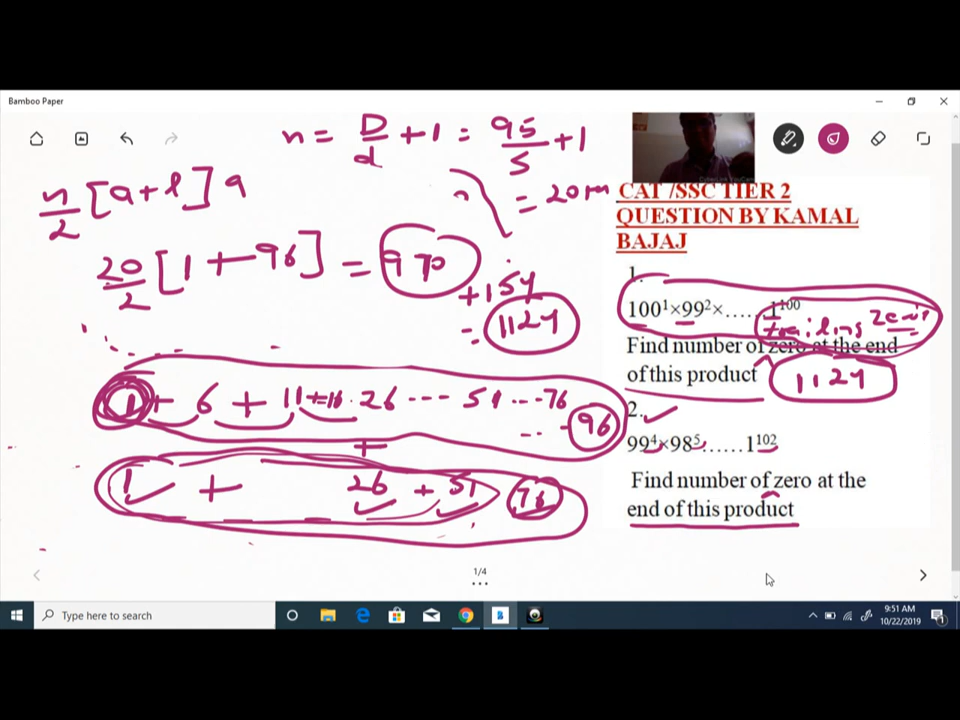 Bamboo Paper
n = D/d + 1 = 95/5 + 1
= 20
n/2 [a + l]
20/2 [1 + 96] = 970
+ 154
= 1124
1 + 6 + 11 + 16 . 26 --- 51 --- 76
-- - 96
+
1 + 26 + 51 76
CAT /SSC TIER 2
QUESTION BY KAMAL
BAJAJ
1.
100¹×99²×..... 1¹⁰⁰
trailing
Find number of zero at the end
of this product
1124
2.
99⁴×98⁵......1¹⁰²
Find number of zero at the
end of this product
1/4
Type here to search
9:51 AM
10/22/2019